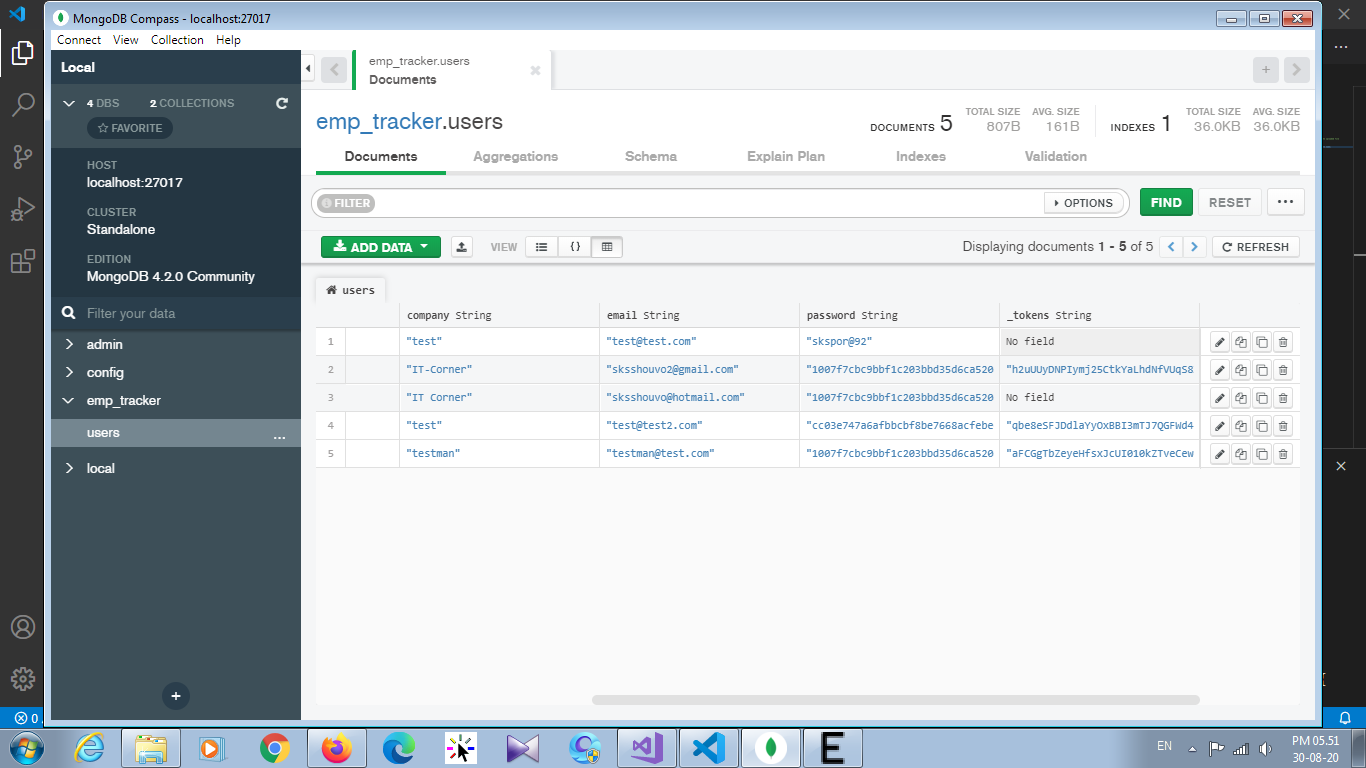 MongoDB Compass - localhost:27017
Connect View Collection Help
Local
4 DBS 2 COLLECTIONS
FAVORITE
HOST
localhost:27017
CLUSTER
Standalone
EDITION
MongoDB 4.2.0 Community
Filter your data
admin
config
emp_tracker
users
...
local
+
emp_tracker.users
Documents
emp_tracker.users
DOCUMENTS 5 TOTAL SIZE 807B AVG. SIZE 161B INDEXES 1 TOTAL SIZE 36.0KB AVG. SIZE 36.0KB
Documents Aggregations Schema Explain Plan Indexes Validation
FILTER OPTIONS FIND RESET ...
ADD DATA VIEW {} Displaying documents 1 - 5 of 5 REFRESH
users
company String email String password String _tokens String
1 "test" "test@test.com" "skspor@92" No field
2 "IT-Corner" "sksshouvo2@gmail.com" "1007f7cbc9bbf1c203bbd35d6ca520 "h2uUUyDNPIymj25CtkYaLhdNfVUqS8
3 "IT Corner" "sksshouvo@hotmail.com" "1007f7cbc9bbf1c203bbd35d6ca520 No field
4 "test" "test@test2.com" "cc03e747a6afbbcbf8be7668acfebe "qbe8eSFJDdlaYyOxBBI3mTJ7QGFWd4
5 "testman" "testman@test.com" "1007f7cbc9bbf1c203bbd35d6ca520 "aFCGgTbZeyeHfsxJcUI010kZTveCew
0
EN PM 05.51
30-08-20